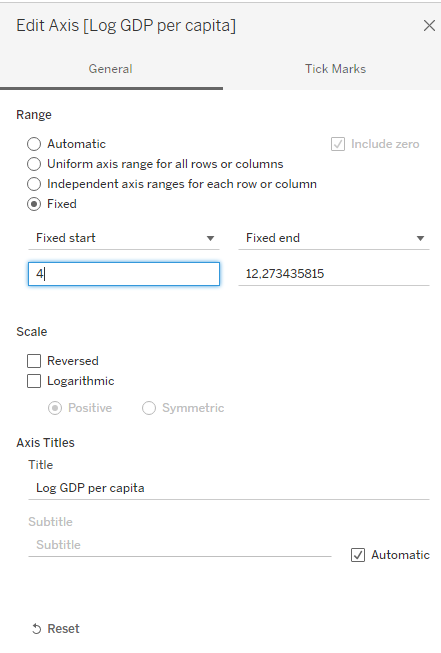 Edit Axis [Log GDP per capita]
General Tick Marks
Range
Automatic Include zero
Uniform axis range for all rows or columns
Independent axis ranges for each row or column
Fixed
Fixed start Fixed end
4 12,273435815
Scale
Reversed
Logarithmic
Positive Symmetric
Axis Titles
Title
Log GDP per capita
Subtitle
Subtitle Automatic
Reset